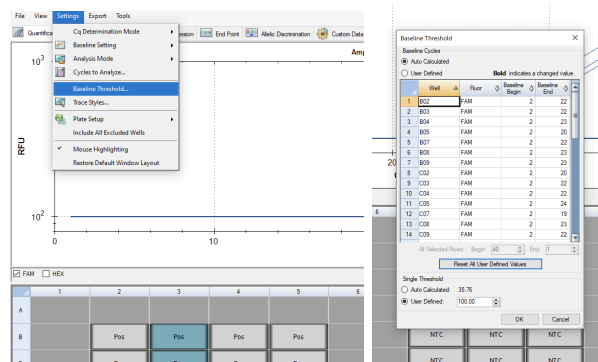 File View Settings Export Tools
Quantifica
Cq Determination Mode
Baseline Setting
Analysis Mode
Cycles to Analyze...
Baseline Threshold...
Trace Styles...
Plate Setup
Include All Excluded Wells
Mouse Highlighting
Restore Default Window Layout
End Point Allelic Discrimination Custom Data
Amp
10³
RFU
10²
0 10
FAM HEX
1 2 3 4 5 6
A
B Pos Pos Pos Pos
Baseline Threshold
Baseline Cycles
Auto Calculated
User Defined Bold indicates a changed value.
Well Fluor Baseline Begin Baseline End
1 B02 FAM 2 22
2 B03 FAM 2 22
3 B04 FAM 2 23
4 B05 FAM 2 20
5 B07 FAM 2 22
6 B08 FAM 2 23
7 B09 FAM 2 23
8 C02 FAM 2 20
9 C03 FAM 2 22
10 C04 FAM 2 22
11 C05 FAM 2 24
12 C07 FAM 2 19
13 C08 FAM 2 23
14 C09 FAM 2 22
All Selected Rows: Begin: 40 End: 1
Reset All User Defined Values
Single Threshold
Auto Calculated: 35.76
User Defined: 100.00
OK Cancel
20
6
NTC NTC NTC
NTC NTC NTC